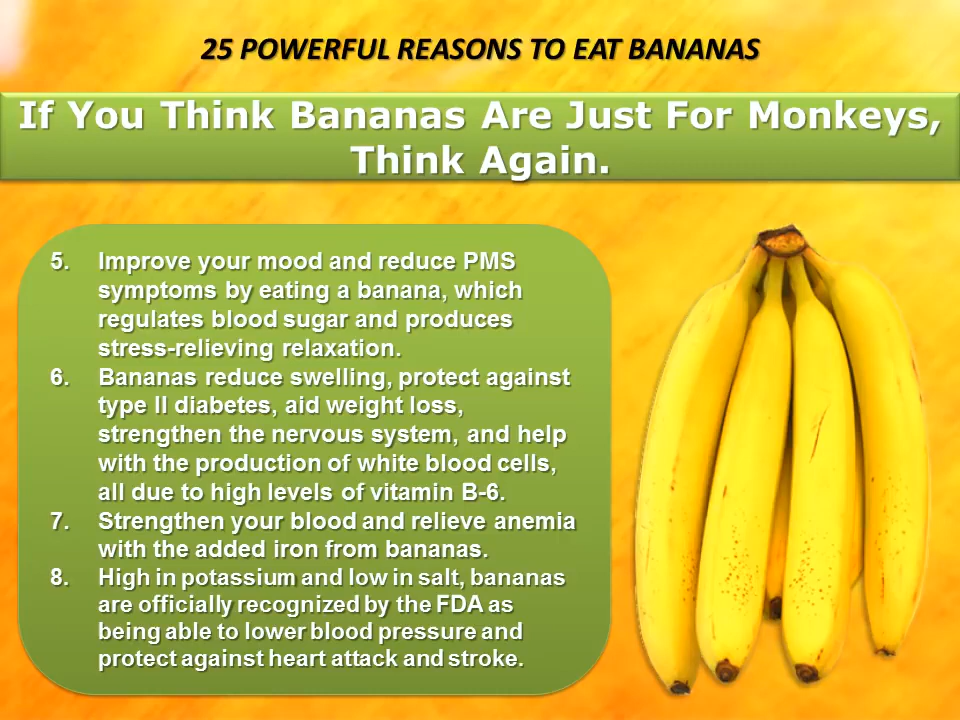 25 POWERFUL REASONS TO EAT BANANAS
If You Think Bananas Are Just For Monkeys,
Think Again.
5. Improve your mood and reduce PMS
symptoms by eating a banana, which
regulates blood sugar and produces
stress-relieving relaxation.
6. Bananas reduce swelling, protect against
type II diabetes, aid weight loss,
strengthen the nervous system, and help
with the production of white blood cells,
all due to high levels of vitamin B-6.
7. Strengthen your blood and relieve anemia
with the added iron from bananas.
8. High in potassium and low in salt, bananas
are officially recognized by the FDA as
being able to lower blood pressure and
protect against heart attack and stroke.